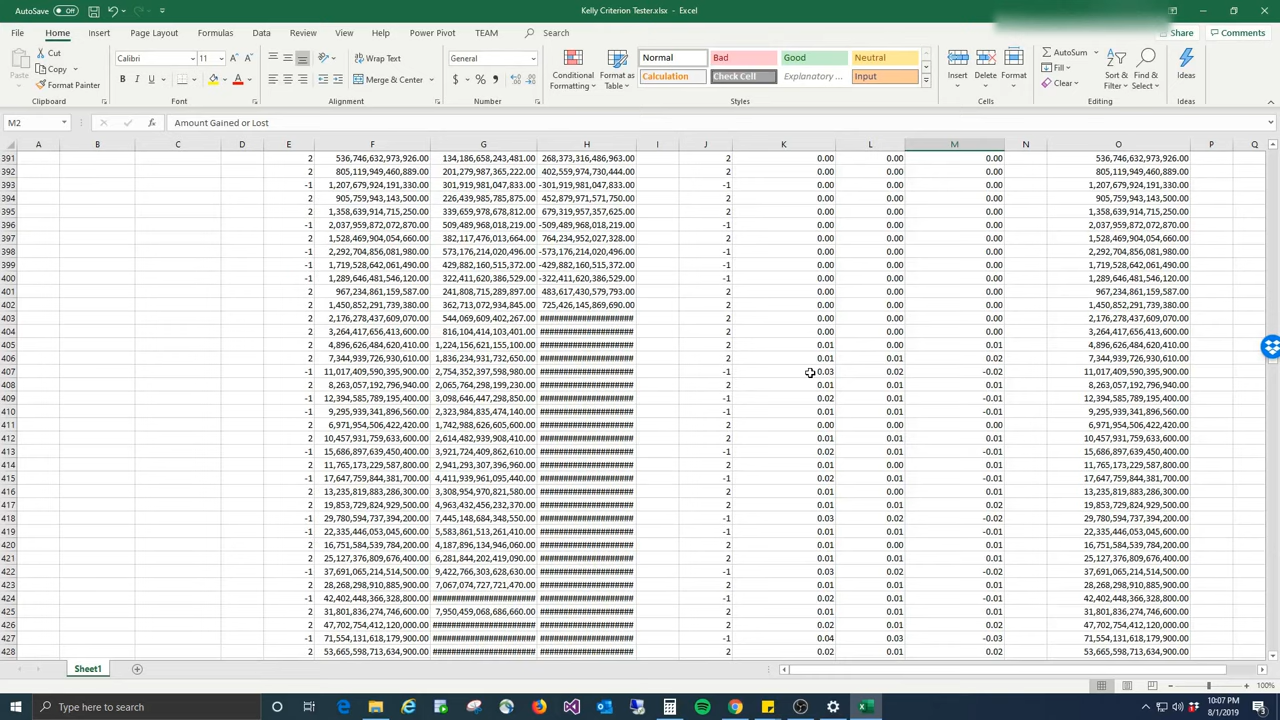 AutoSave Off Kelly Criterion Tester.xlsx - Excel
File Home Insert Page Layout Formulas Data Review View Help Power Pivot TEAM Search Share Comments
Paste Cut Copy Format Painter Clipboard
Calibri 11 B I U Font
Wrap Text Merge & Center Alignment
General $ % Number
Conditional Formatting Format as Table Normal Bad Good Neutral Calculation Check Cell Explanatory ... Input Styles
Insert Delete Format Cells
AutoSum Fill Clear Sort & Filter Find & Select Editing
Ideas Ideas
M2 fx Amount Gained or Lost
A B C D E F G H I J K L M N O P Q
391 2 536,746,632,973,926.00 134,186,658,243,481.00 268,373,316,486,963.00 2 0.00 0.00 0.00 536,746,632,973,926.00
392 2 805,119,949,460,889.00 201,279,987,365,222.00 402,559,974,730,444.00 2 0.00 0.00 0.00 805,119,949,460,889.00
393 -1 1,207,679,924,191,330.00 301,919,981,047,833.00 -301,919,981,047,833.00 -1 0.00 0.00 0.00 1,207,679,924,191,330.00
394 2 905,759,943,143,500.00 226,439,985,785,875.00 452,879,971,571,750.00 2 0.00 0.00 0.00 905,759,943,143,500.00
395 2 1,358,639,914,715,250.00 339,659,978,678,812.00 679,319,957,357,625.00 2 0.00 0.00 0.00 1,358,639,914,715,250.00
396 -1 2,037,959,872,072,870.00 509,489,968,018,219.00 -509,489,968,018,219.00 -1 0.00 0.00 0.00 2,037,959,872,072,870.00
397 2 1,528,469,904,054,660.00 382,117,476,013,664.00 764,234,952,027,328.00 2 0.00 0.00 0.00 1,528,469,904,054,660.00
398 -1 2,292,704,856,081,980.00 573,176,214,020,496.00 -573,176,214,020,496.00 -1 0.00 0.00 0.00 2,292,704,856,081,980.00
399 -1 1,719,528,642,061,490.00 429,882,160,515,372.00 -429,882,160,515,372.00 -1 0.00 0.00 0.00 1,719,528,642,061,490.00
400 -1 1,289,646,481,546,120.00 322,411,620,386,529.00 -322,411,620,386,529.00 -1 0.00 0.00 0.00 1,289,646,481,546,120.00
401 2 967,234,861,159,587.00 241,808,715,289,897.00 483,617,430,579,793.00 2 0.00 0.00 0.00 967,234,861,159,587.00
402 2 1,450,852,291,739,380.00 362,713,072,934,845.00 725,426,145,869,690.00 2 0.00 0.00 0.00 1,450,852,291,739,380.00
403 2 2,176,278,437,609,070.00 544,069,609,402,267.00 #################### 2 0.00 0.00 0.00 2,176,278,437,609,070.00
404 2 3,264,417,656,413,600.00 816,104,414,103,401.00 #################### 2 0.00 0.00 0.00 3,264,417,656,413,600.00
405 2 4,896,626,484,620,410.00 1,224,156,621,155,100.00 #################### 2 0.01 0.00 0.01 4,896,626,484,620,410.00
406 2 7,344,939,726,930,610.00 1,836,234,931,732,650.00 #################### 2 0.01 0.01 0.02 7,344,939,726,930,610.00
407 -1 11,017,409,590,395,900.00 2,754,352,397,598,980.00 #################### -1 0.03 0.02 -0.02 11,017,409,590,395,900.00
408 2 8,263,057,192,796,940.00 2,065,764,298,199,230.00 #################### 2 0.01 0.01 0.01 8,263,057,192,796,940.00
409 -1 12,394,585,789,195,400.00 3,098,646,447,298,850.00 #################### -1 0.02 0.01 -0.01 12,394,585,789,195,400.00
410 -1 9,295,939,341,896,560.00 2,323,984,835,474,140.00 #################### -1 0.01 0.01 -0.01 9,295,939,341,896,560.00
411 2 6,971,954,506,422,420.00 1,742,988,626,605,600.00 #################### 2 0.00 0.00 0.01 6,971,954,506,422,420.00
412 2 10,457,931,759,633,600.00 2,614,482,939,908,410.00 #################### 2 0.01 0.01 0.01 10,457,931,759,633,600.00
413 -1 15,686,897,639,450,400.00 3,921,724,409,862,610.00 #################### -1 0.02 0.01 -0.01 15,686,897,639,450,400.00
414 2 11,765,173,229,587,800.00 2,941,293,307,396,960.00 #################### 2 0.01 0.00 0.01 11,765,173,229,587,800.00
415 -1 17,647,759,844,381,700.00 4,411,939,961,095,440.00 #################### -1 0.02 0.01 -0.01 17,647,759,844,381,700.00
416 2 13,235,819,883,286,300.00 3,308,954,970,821,580.00 #################### 2 0.01 0.01 0.01 13,235,819,883,286,300.00
417 2 19,853,729,824,929,500.00 4,963,432,456,232,370.00 #################### 2 0.01 0.01 0.02 19,853,729,824,929,500.00
418 -1 29,780,594,737,394,200.00 7,445,148,684,348,550.00 #################### -1 0.03 0.02 -0.02 29,780,594,737,394,200.00
419 -1 22,335,446,053,045,600.00 5,583,861,513,261,410.00 #################### -1 0.01 0.01 -0.01 22,335,446,053,045,600.00
420 2 16,751,584,539,784,200.00 4,187,896,134,946,060.00 #################### 2 0.01 0.00 0.01 16,751,584,539,784,200.00
421 2 25,127,376,809,676,400.00 6,281,844,202,419,090.00 #################### 2 0.01 0.01 0.01 25,127,376,809,676,400.00
422 -1 37,691,065,214,514,500.00 9,422,766,303,628,630.00 #################### -1 0.03 0.02 -0.02 37,691,065,214,514,500.00
423 2 28,268,298,910,885,900.00 7,067,074,727,721,470.00 #################### 2 0.01 0.01 0.01 28,268,298,910,885,900.00
424 -1 42,402,448,366,328,800.00 ###################### #################### -1 0.02 0.01 -0.01 42,402,448,366,328,800.00
425 2 31,801,836,274,746,600.00 7,950,459,068,686,660.00 #################### 2 0.01 0.01 0.01 31,801,836,274,746,600.00
426 2 47,702,754,412,120,000.00 ###################### #################### 2 0.02 0.01 0.02 47,702,754,412,120,000.00
427 -1 71,554,131,618,179,900.00 ###################### #################### -1 0.04 0.03 -0.03 71,554,131,618,179,900.00
428 2 53,665,598,713,634,900.00 ###################### #################### 2 0.02 0.01 0.02 53,665,598,713,634,900.00
Sheet1
100%
Type here to search
10:07 PM
8/1/2019